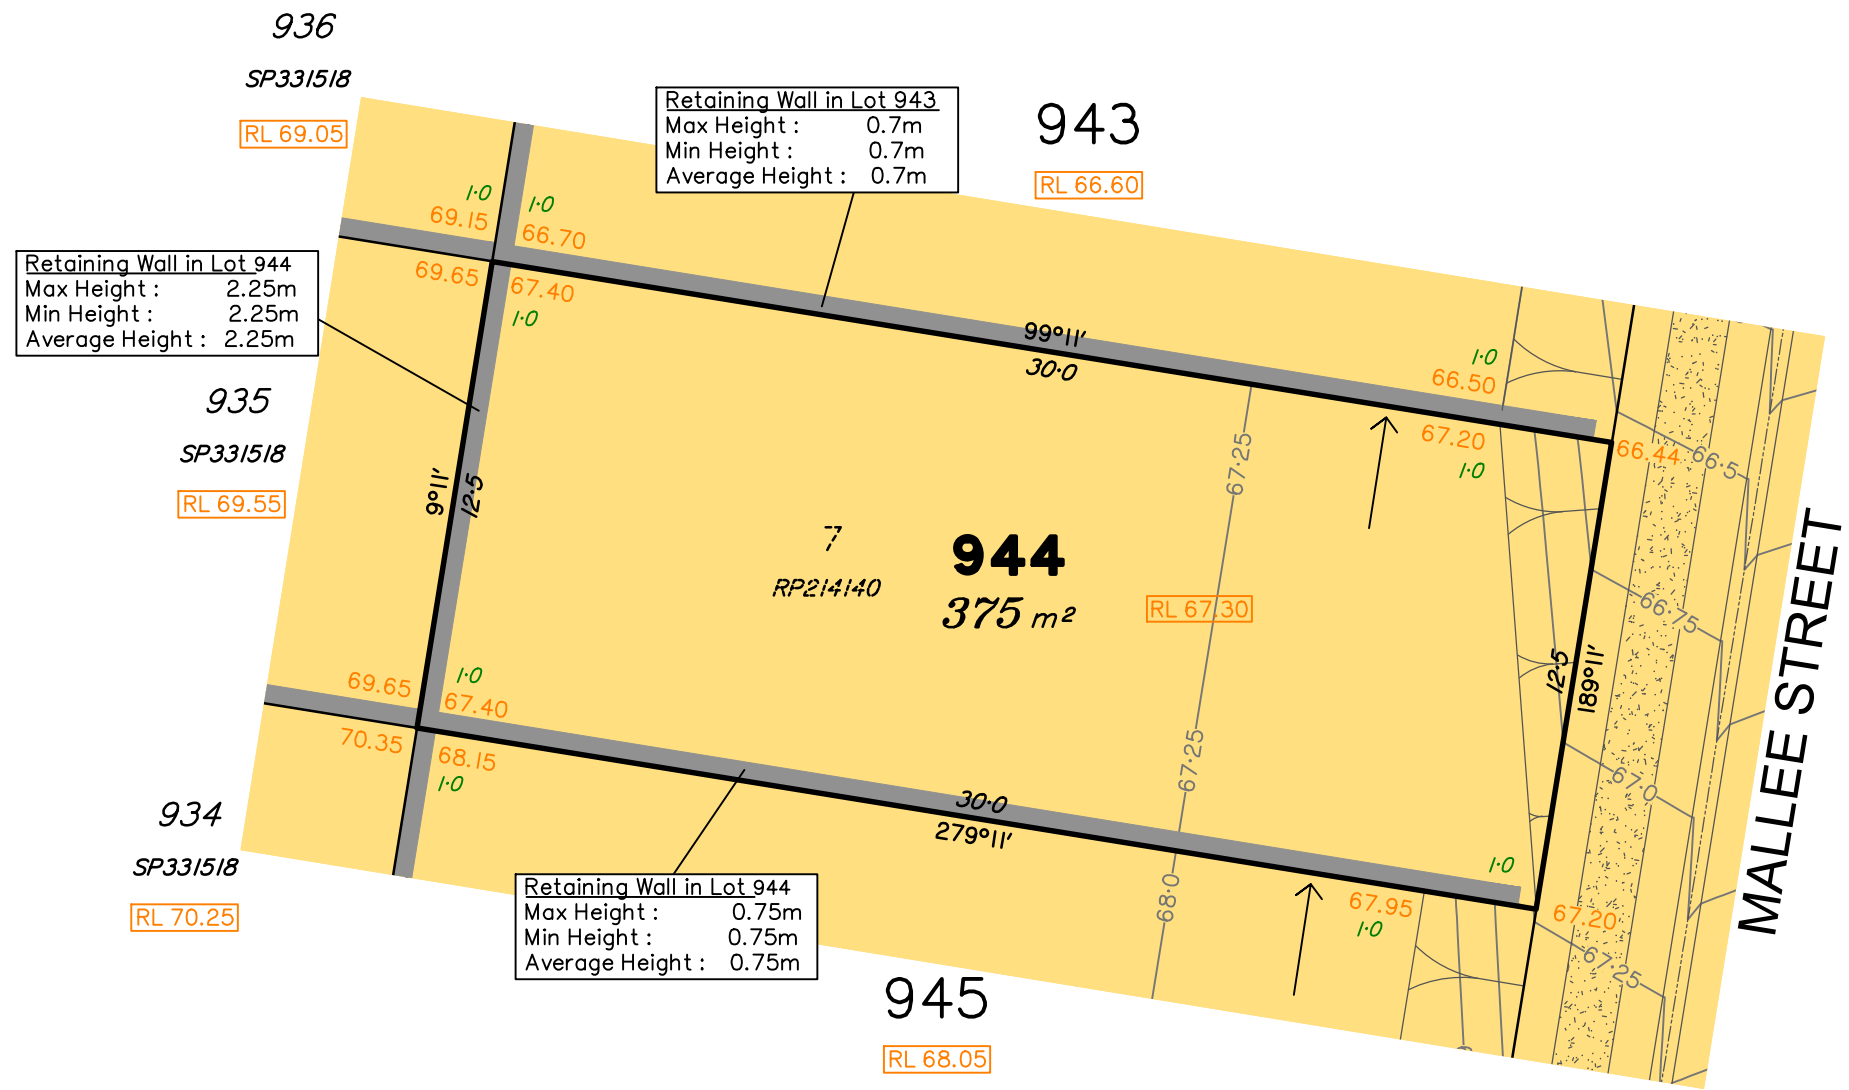 936
SP331518
RL 69.05
Retaining Wall in Lot 943
Max Height : 0.7m
Min Height : 0.7m
Average Height : 0.7m
943
RL 66.60
1·0
1·0
69.15
66.70
Retaining Wall in Lot 944
Max Height : 2.25m
Min Height : 2.25m
Average Height : 2.25m
69.65
67.40
1·0
99°11'
30·0
1·0
66.50
67.20
1·0
66.44
66·5
935
SP331518
RL 69.55
9°11'
12·5
67·25
7
RP214140
944
375 m²
RL 67.30
66·75
MALLEE STREET
12·5
189°11'
69.65
1·0
67.40
70.35
68.15
1·0
67·25
67·0
30·0
279°11'
934
SP331518
RL 70.25
Retaining Wall in Lot 944
Max Height : 0.75m
Min Height : 0.75m
Average Height : 0.75m
68·0
1·0
67.95
1·0
67.20
67·25
945
RL 68.05